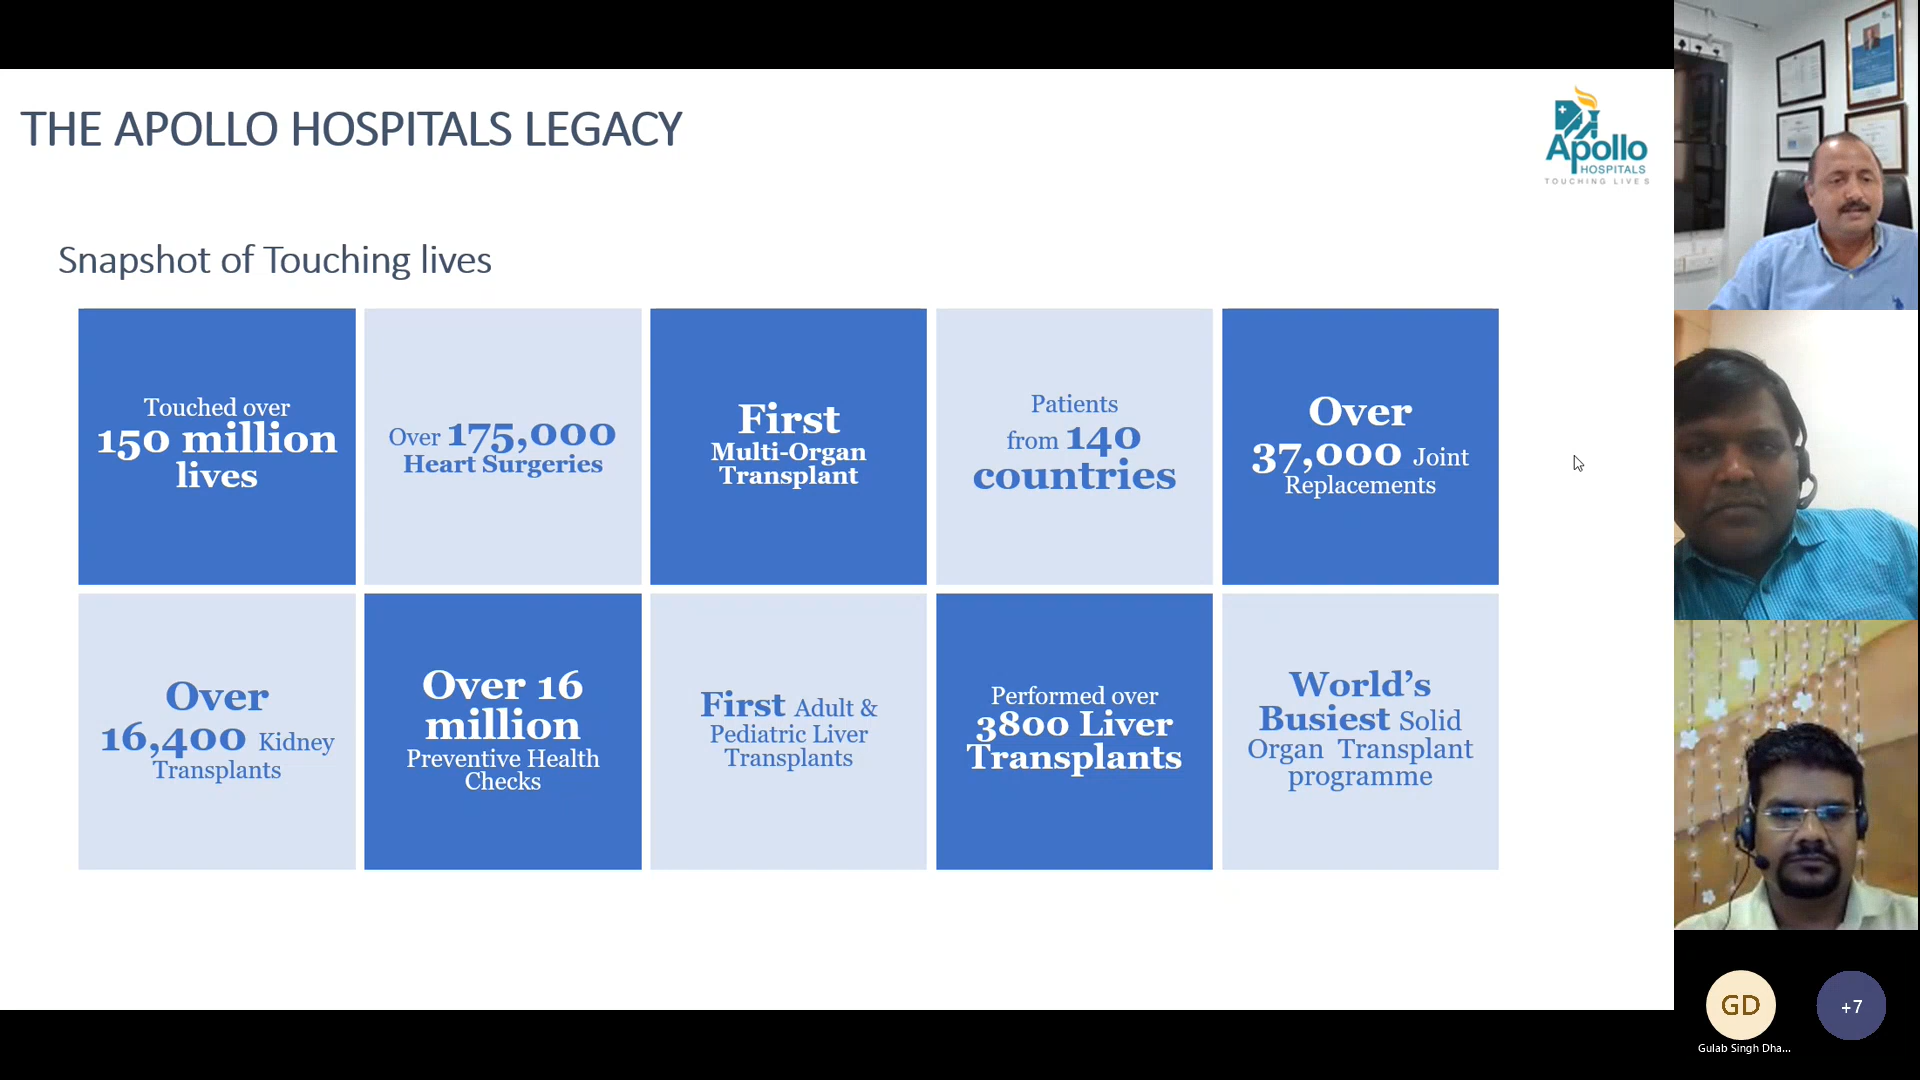 THE APOLLO HOSPITALS LEGACY
Apollo
HOSPITALS
TOUCHING LIVES
Snapshot of Touching lives
Touched over
150 million
lives
Over 175,000
Heart Surgeries
First
Multi-Organ
Transplant
Patients
from 140
countries
Over
37,000 Joint
Replacements
Over
16,400 Kidney
Transplants
Over 16
million
Preventive Health
Checks
First Adult &
Pediatric Liver
Transplants
Performed over
3800 Liver
Transplants
World's
Busiest Solid
Organ Transplant
programme
GD
+7
Gulab Singh Dha...